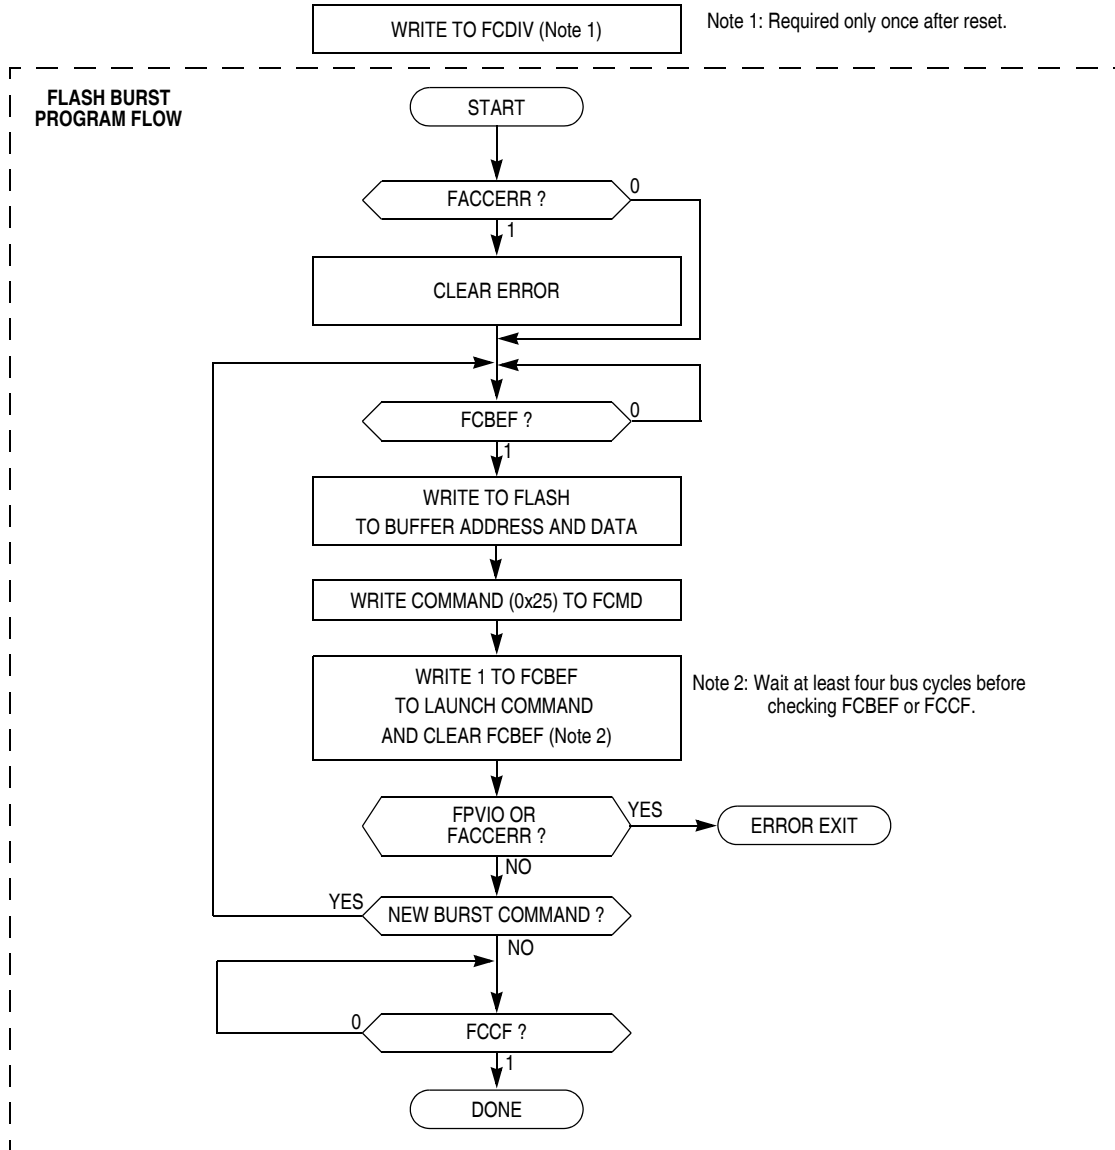 WRITE TO FCDIV (Note 1)
Note 1: Required only once after reset.
FLASH BURST
PROGRAM FLOW
START
FACCERR ?
0
1
CLEAR ERROR
FCBEF ?
0
1
WRITE TO FLASH
TO BUFFER ADDRESS AND DATA
WRITE COMMAND (0x25) TO FCMD
WRITE 1 TO FCBEF
TO LAUNCH COMMAND
AND CLEAR FCBEF (Note 2)
Note 2: Wait at least four bus cycles before
checking FCBEF or FCCF.
FPVIO OR
FACCERR ?
YES
ERROR EXIT
NO
YES
NEW BURST COMMAND ?
NO
0
FCCF ?
1
DONE